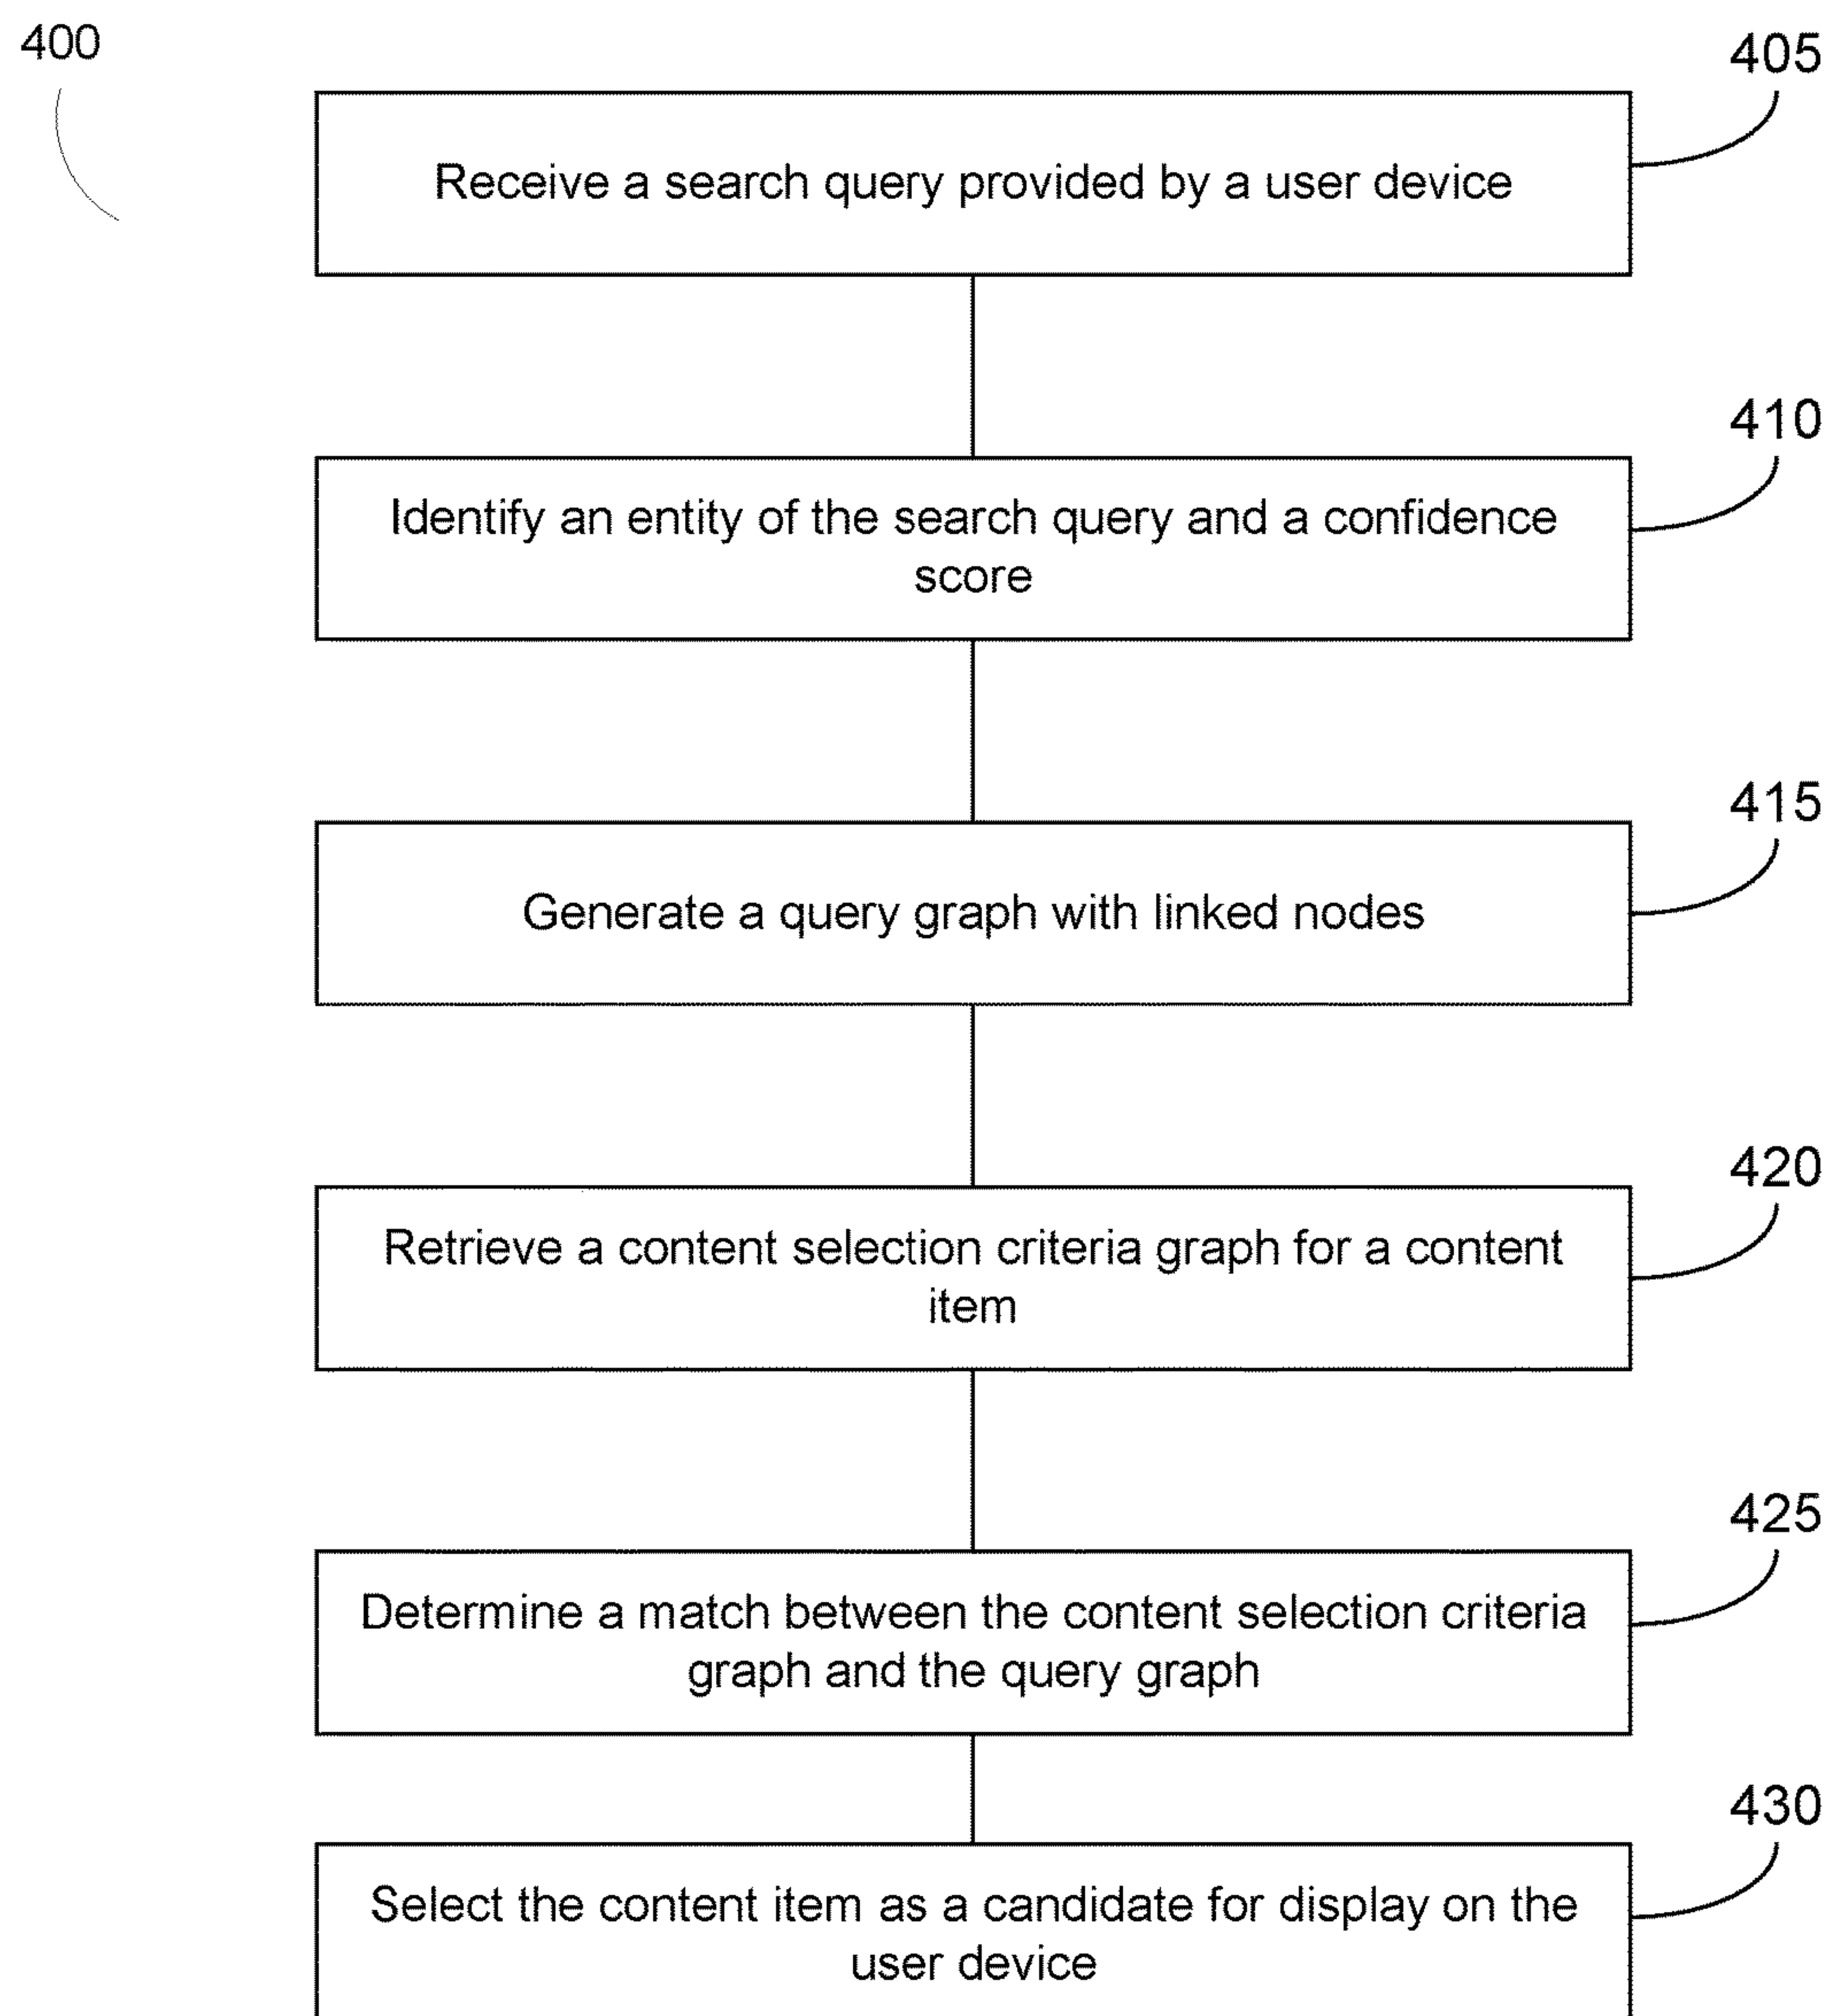 400
405
Receive a search query provided by a user device
410
Identify an entity of the search query and a confidence
score
415
Generate a query graph with linked nodes
420
Retrieve a content selection criteria graph for a content
item
425
Determine a match between the content selection criteria
graph and the query graph
430
Select the content item as a candidate for display on the
user device